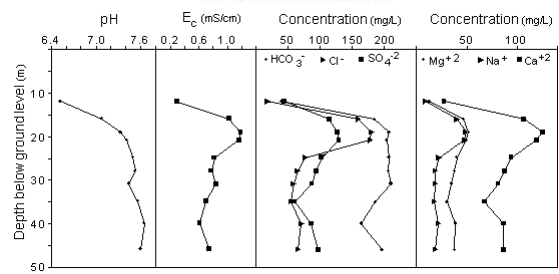 pH
E_c (mS/cm)
Concentration (mg/L)
Concentration (mg/L)
6.5 7.0 7.6
0.2 0.6 1.0
50 100 150 200
50 100
HCO3- Cl- SO4-2
Mg+2 Na+ Ca+2
Depth below ground level (m)
10
20
30
40
50